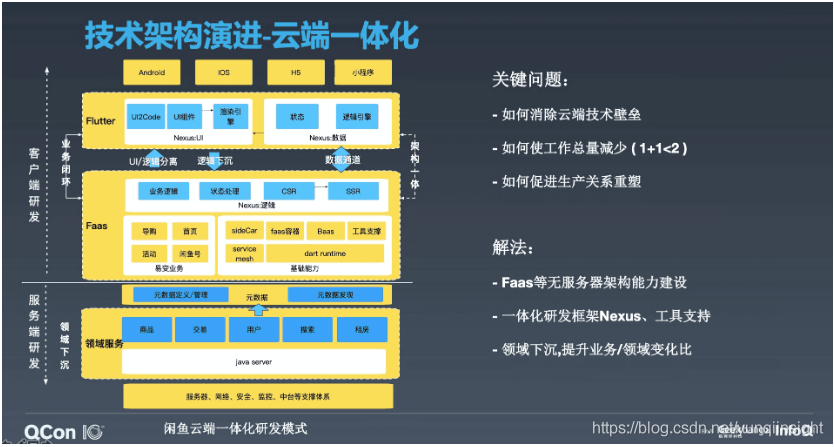 技术架构演进-云端一体化
Android
IOS
H5
小程序
Flutter
UI2Code
UI组件
渲染引擎
Nexus:UI
状态
逻辑引擎
Nexus:数据
客户端研发
业务闭环
架构一体
UI/逻辑分离
逻辑下沉
数据通道
Faas
业务逻辑
状态处理
CSR
SSR
Nexus:逻辑
导购
首页
活动
闲鱼号
易变业务
sideCar
faas容器
Baas
工具支撑
service mesh
dart runtime
基础能力
服务端研发
领域下沉
元数据定义/管理
元数据
元数据发现
领域服务
商品
交易
用户
搜索
租房
java server
服务器、网络、安全、监控、中台等支撑体系
关键问题:
- 如何消除云端技术壁垒
- 如何使工作总量减少 ( 1+1<2 )
- 如何促进生产关系重塑
解法:
- Faas等无服务器架构能力建设
- 一体化研发框架Nexus、工具支持
- 领域下沉,提升业务/领域变化比
QCon
闲鱼云端一体化研发模式
InfoQ